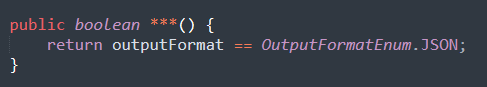 public boolean ***() {
return outputFormat == OutputFormatEnum.JSON;
}